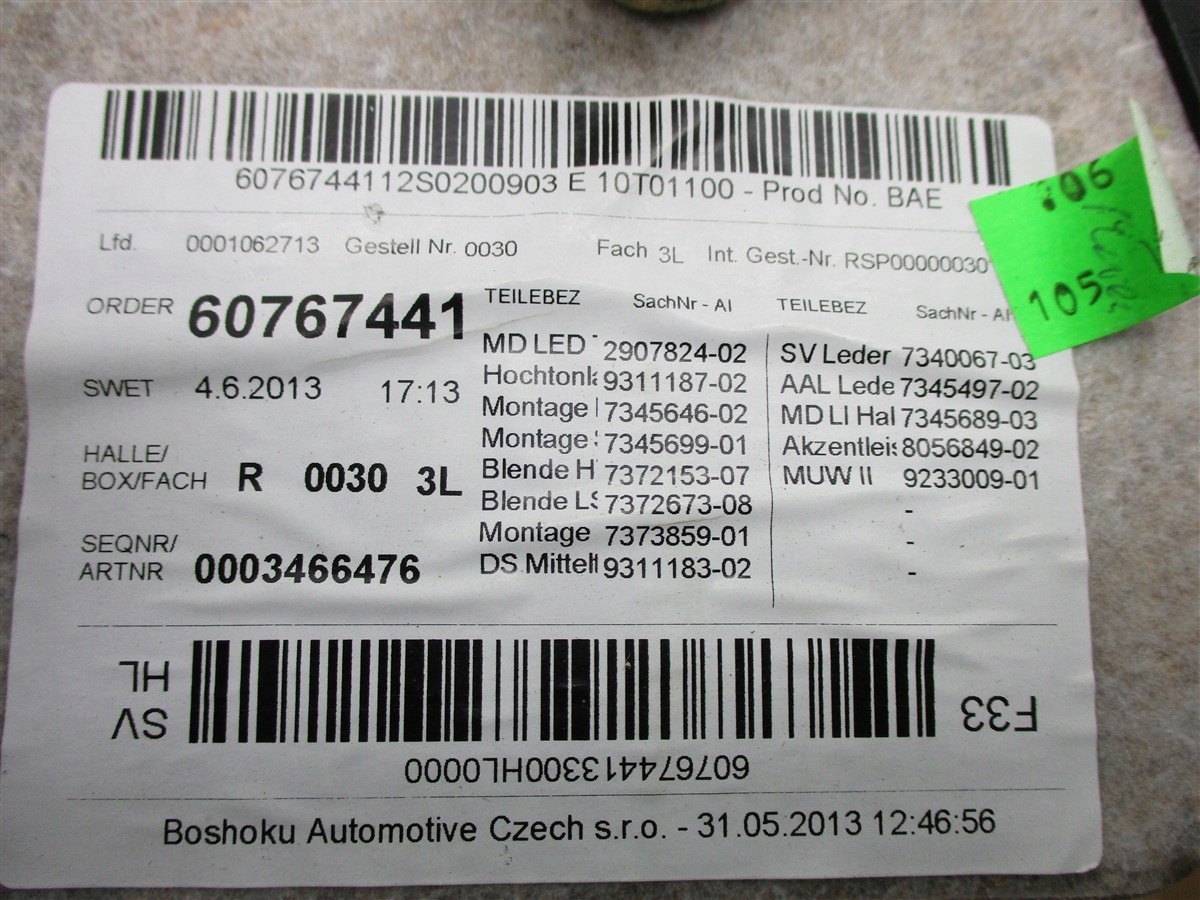 6076744112S0200903 E 10T01100 - Prod No. BAE
Lfd. 0001062713 Gestell Nr. 0030 Fach 3L Int. Gest.-Nr. RSP00000030
ORDER 60767441
SWET 4.6.2013 17:13
HALLE/
BOX/FACH R 0030 3L
SEQNR/
ARTNR 0003466476
TEILEBEZ SachNr - AI
MD LED 2907824-02
Hochtonl 9311187-02
Montage 7345646-02
Montage 7345699-01
Blende H 7372153-07
Blende LS 7372673-08
Montage 7373859-01
DS Mittel 9311183-02
TEILEBEZ SachNr - AI
SV Leder 7340067-03
AAL Lede 7345497-02
MD LI Hal 7345689-03
Akzentleis 8056849-02
MUW II 9233009-01
-
-
-
F33
SV
HL
607674413300HL0000
Boshoku Automotive Czech s.r.o. - 31.05.2013 12:46:56
06
105